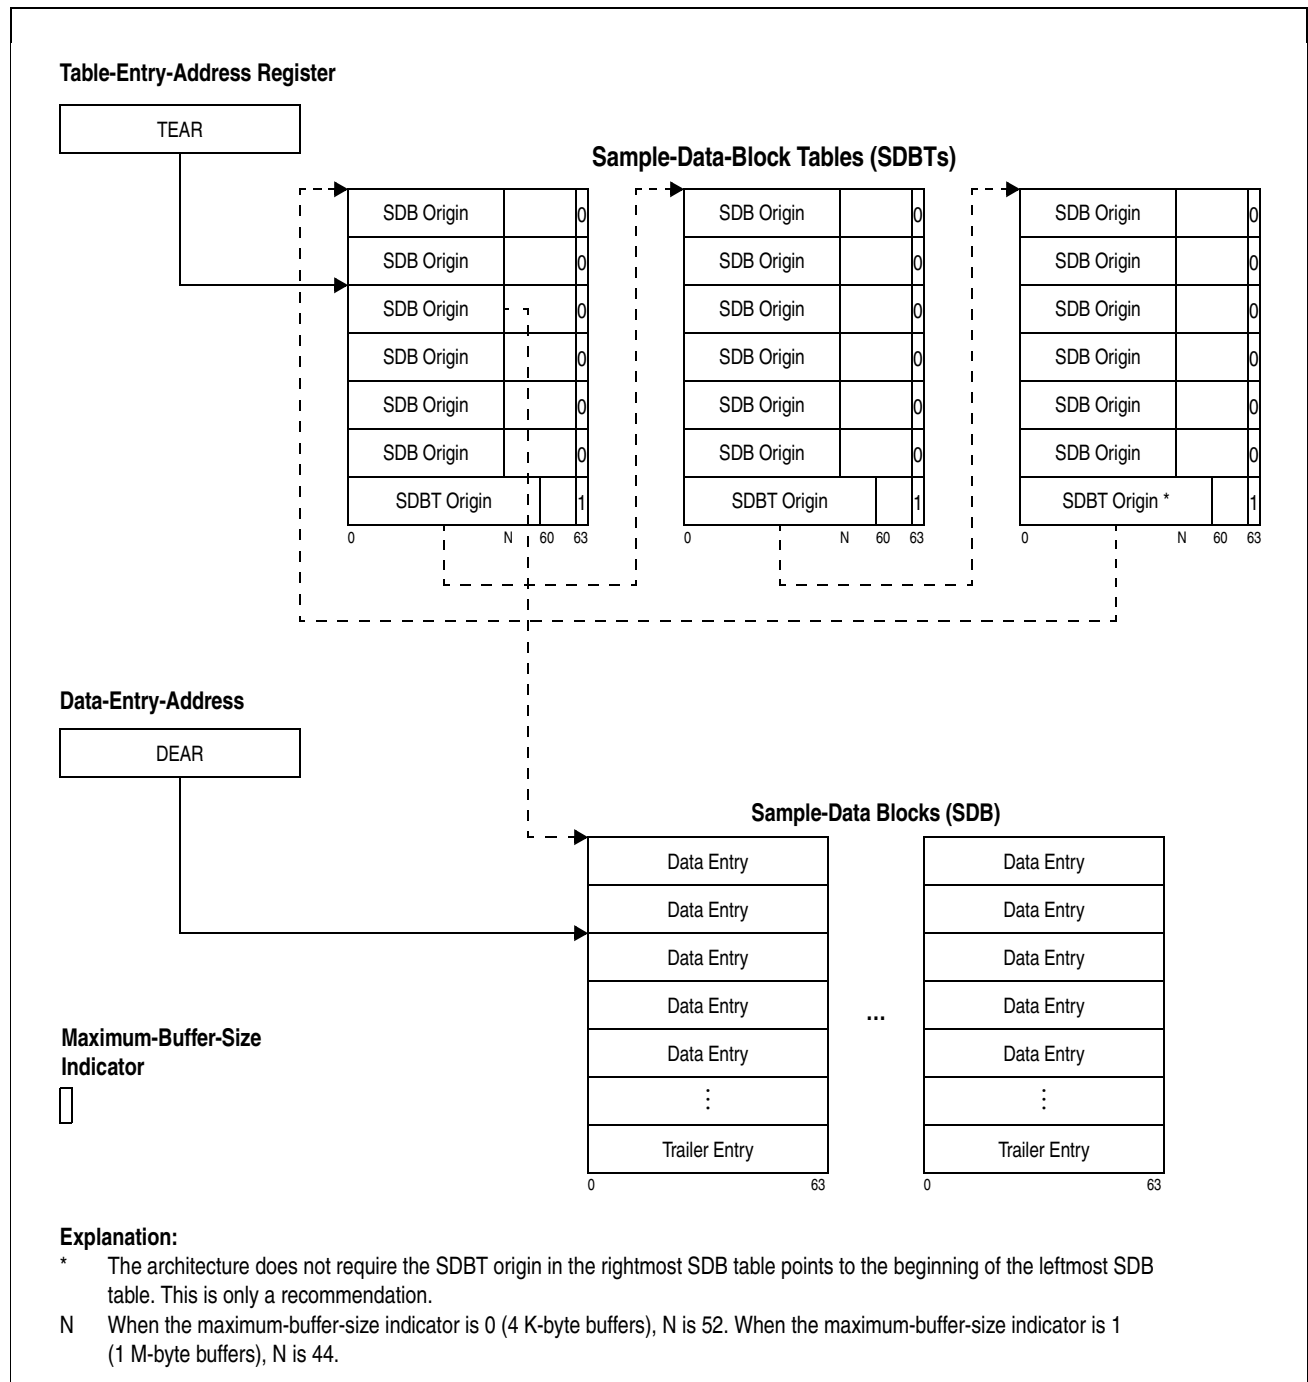 Table-Entry-Address Register
TEAR
Sample-Data-Block Tables (SDBTs)
SDB Origin 0 SDB Origin 0 SDB Origin 0
SDB Origin 0 SDB Origin 0 SDB Origin 0
SDB Origin 0 SDB Origin 0 SDB Origin 0
SDB Origin 0 SDB Origin 0 SDB Origin 0
SDB Origin 0 SDB Origin 0 SDB Origin 0
SDB Origin 0 SDB Origin 0 SDB Origin 0
SDBT Origin 1 SDBT Origin 1 SDBT Origin * 1
0 N 60 63 0 N 60 63 0 N 60 63
Data-Entry-Address
DEAR
Sample-Data Blocks (SDB)
Data Entry Data Entry
Data Entry Data Entry
Data Entry Data Entry
Data Entry ... Data Entry
Maximum-Buffer-Size
Indicator
Data Entry Data Entry
⋮ ⋮
Trailer Entry Trailer Entry
0 63 0 63
Explanation:
* The architecture does not require the SDBT origin in the rightmost SDB table points to the beginning of the leftmost SDB
table. This is only a recommendation.
N When the maximum-buffer-size indicator is 0 (4 K-byte buffers), N is 52. When the maximum-buffer-size indicator is 1
(1 M-byte buffers), N is 44.